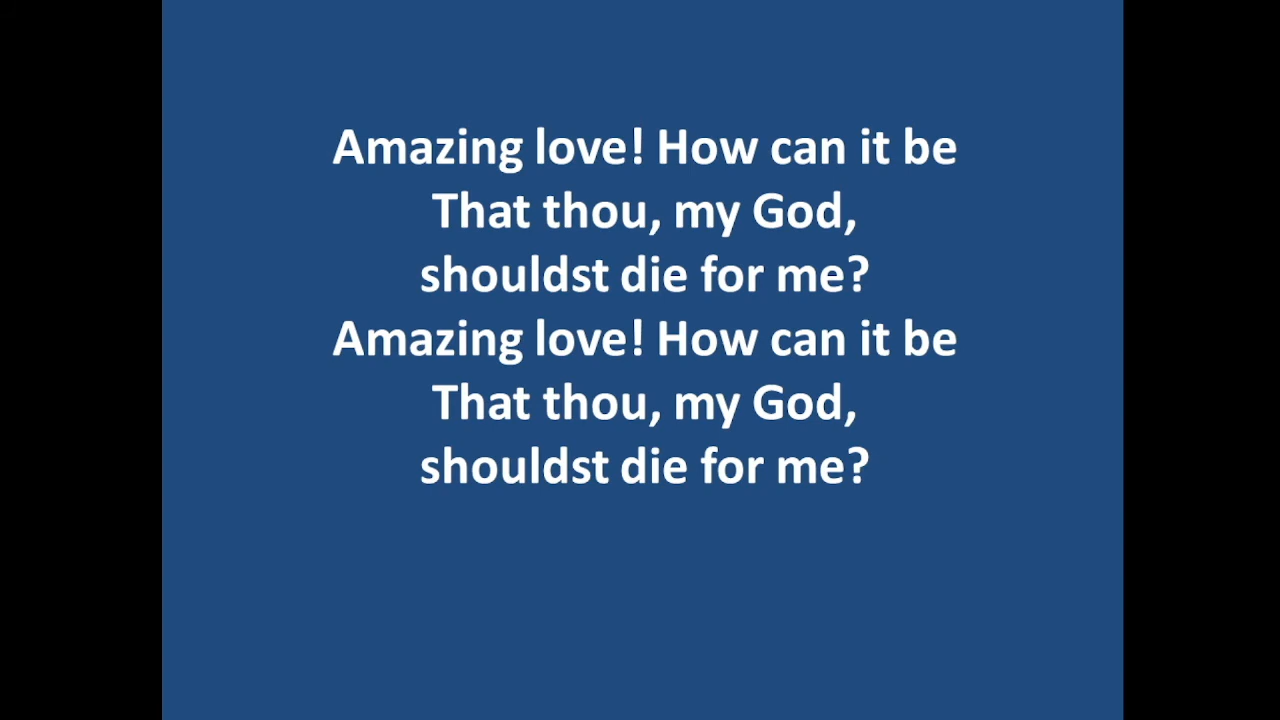 Amazing love! How can it be
That thou, my God,
shouldst die for me?
Amazing love! How can it be
That thou, my God,
shouldst die for me?